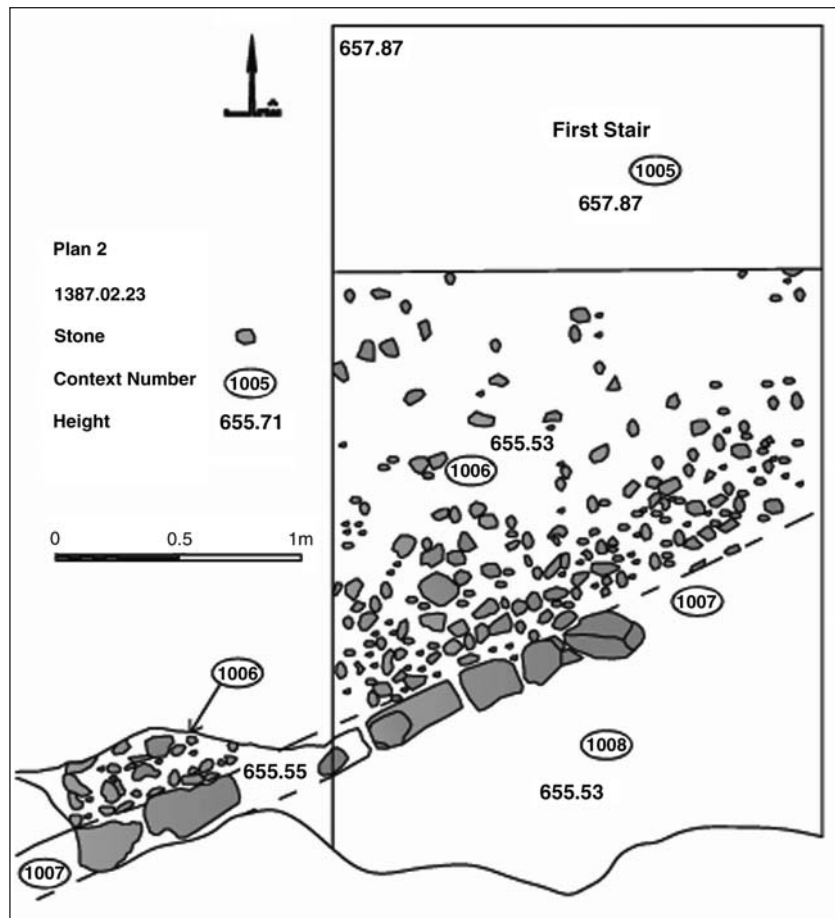 657.87
First Stair
1005
657.87
Plan 2
1387.02.23
Stone
Context Number 1005
Height 655.71
0 0.5 1m
655.53
1006
1007
1006
1008
655.55
655.53
1007